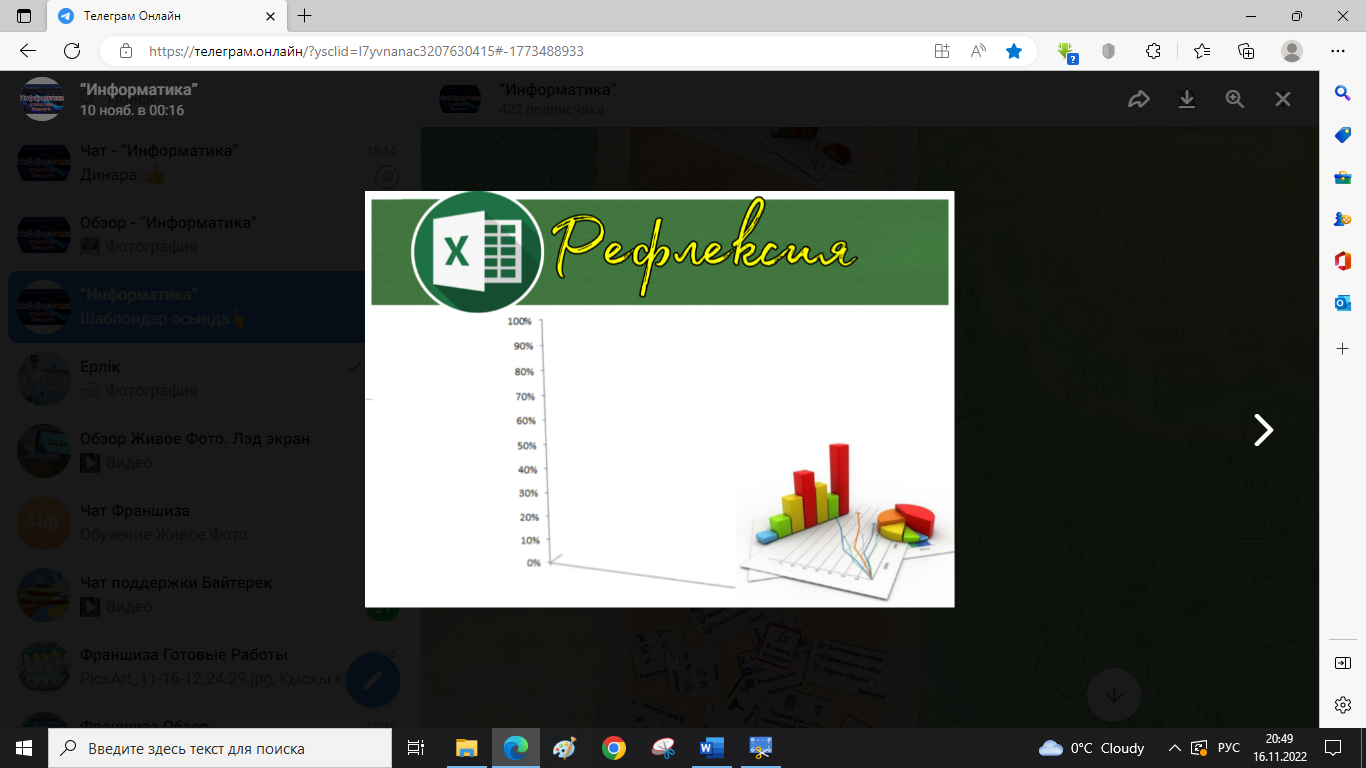 Телеграм Онлайн
https://телеграм.онлайн/?ysclid=l7yvnanac3207630415#-1773488933
"Информатика"
10 нояб. в 00:16
"Информатика"
422 подписчика
Чат - "Информатика"
18:14
Динара: 👍
Обзор - "Информатика"
Фотография
"Информатика"
Шаблондар осында👇
Ерлік
Фотография
Обзор Живое Фото. Лэд экран
Видео
ЧФ
Чат Франшиза
Обучение Живое Фото
Чат поддержки Байтерек
Видео
Франшиза Готовые Работы
PicsArt_11-16-12.24.29.jpg, Қысқы к
Франшиза Обзор
X
Рефлексия
100%
90%
80%
70%
60%
50%
40%
30%
20%
10%
0%
Введите здесь текст для поиска
0°C Cloudy
РУС
20:49
16.11.2022